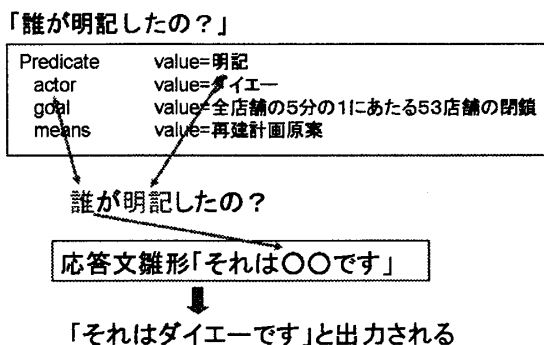 「誰が明記したの？」
Predicate value=明記
actor value=ダイエー
goal value=全店舗の5分の1にあたる53店舗の閉鎖
means value=再建計画原案
誰が明記したの？
応答文雛形「それは〇〇です」
「それはダイエーです」と出力される